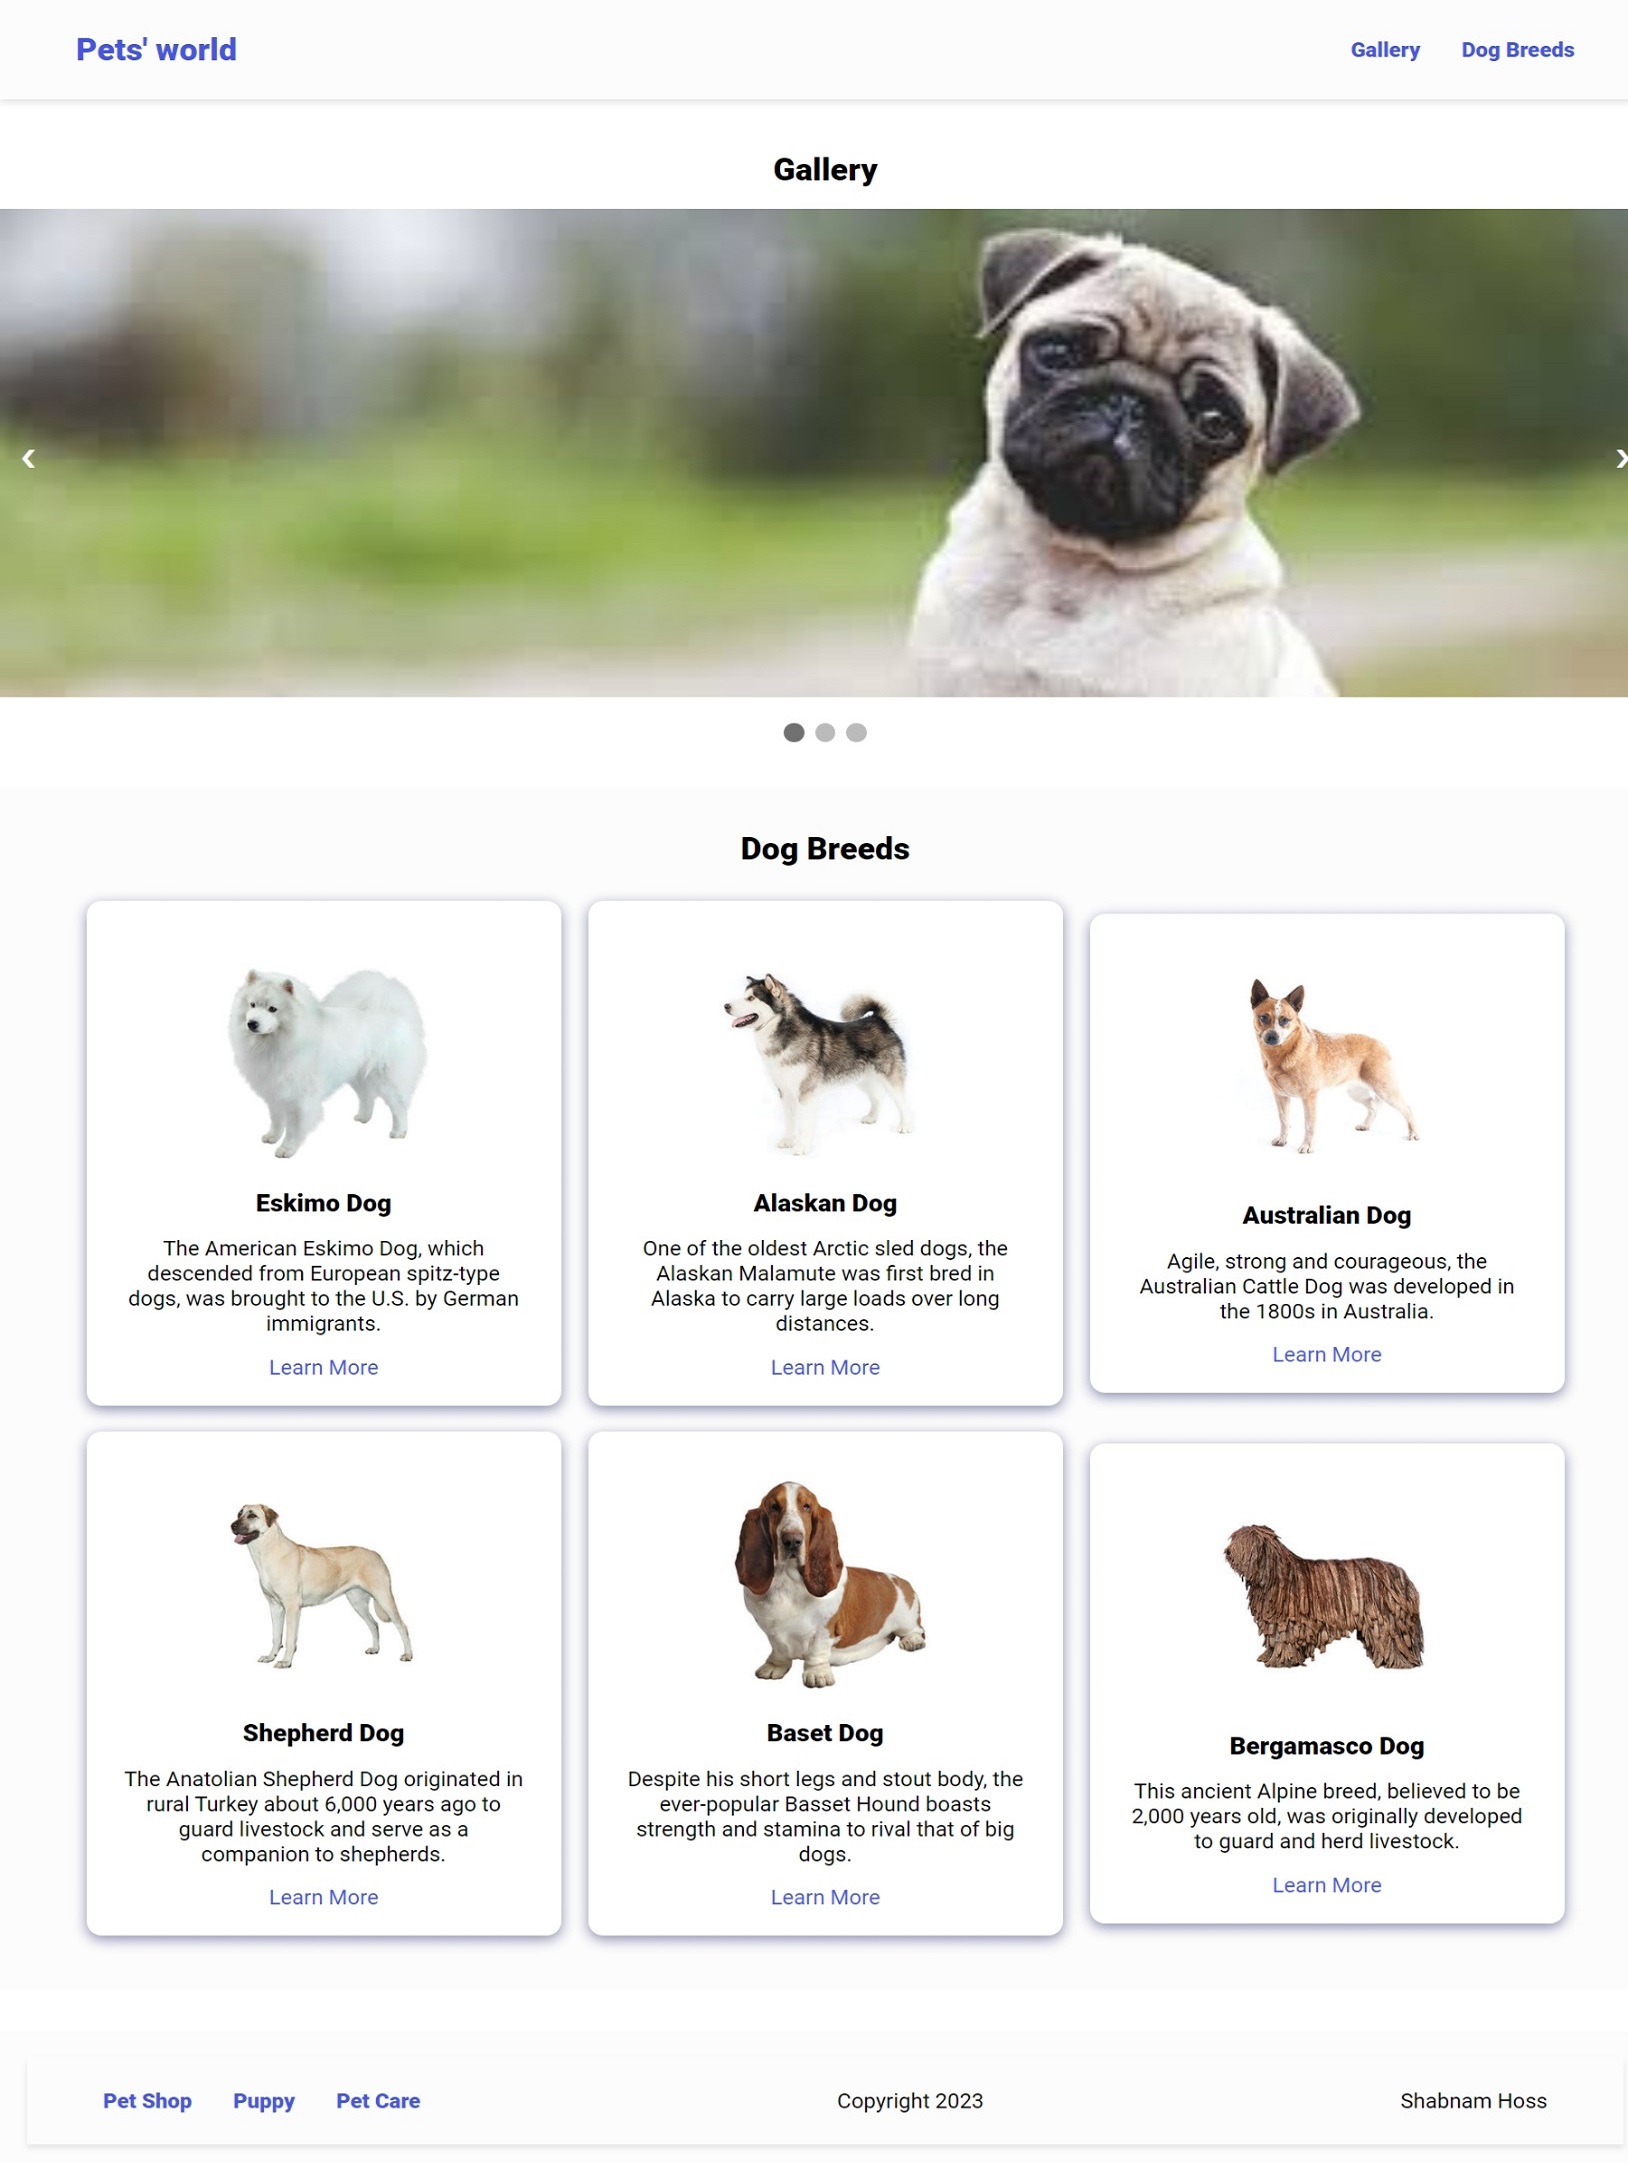 Pets' world
Gallery
Dog Breeds
Gallery
‹
›
Dog Breeds
Eskimo Dog
The American Eskimo Dog, which
descended from European spitz-type
dogs, was brought to the U.S. by German
immigrants.
Learn More
Alaskan Dog
One of the oldest Arctic sled dogs, the
Alaskan Malamute was first bred in
Alaska to carry large loads over long
distances.
Learn More
Australian Dog
Agile, strong and courageous, the
Australian Cattle Dog was developed in
the 1800s in Australia.
Learn More
Shepherd Dog
The Anatolian Shepherd Dog originated in
rural Turkey about 6,000 years ago to
guard livestock and serve as a
companion to shepherds.
Learn More
Baset Dog
Despite his short legs and stout body, the
ever-popular Basset Hound boasts
strength and stamina to rival that of big
dogs.
Learn More
Bergamasco Dog
This ancient Alpine breed, believed to be
2,000 years old, was originally developed
to guard and herd livestock.
Learn More
Pet Shop
Puppy
Pet Care
Copyright 2023
Shabnam Hoss